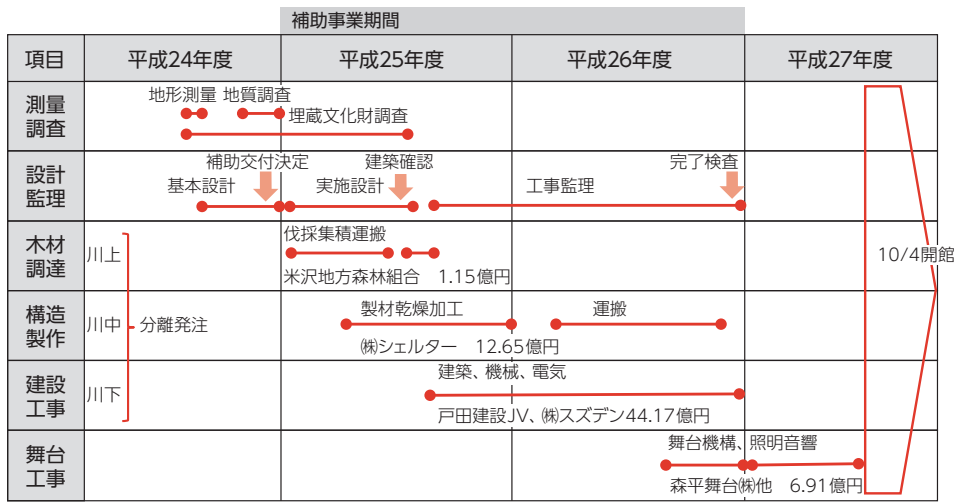 補助事業期間
項目 平成24年度 平成25年度 平成26年度 平成27年度
測量
調査
地形測量 地質調査
埋蔵文化財調査
設計
監理
補助交付決定 建築確認 完了検査
基本設計 実施設計 工事監理
木材
調達
川上
伐採集積運搬
米沢地方森林組合 1.15億円
10/4開館
構造
製作
川中 分離発注
製材乾燥加工 運搬
㈱シェルター 12.65億円
建設
工事
川下
建築、機械、電気
戸田建設JV、㈱スズデン44.17億円
舞台
工事
舞台機構、照明音響
森平舞台㈱他 6.91億円